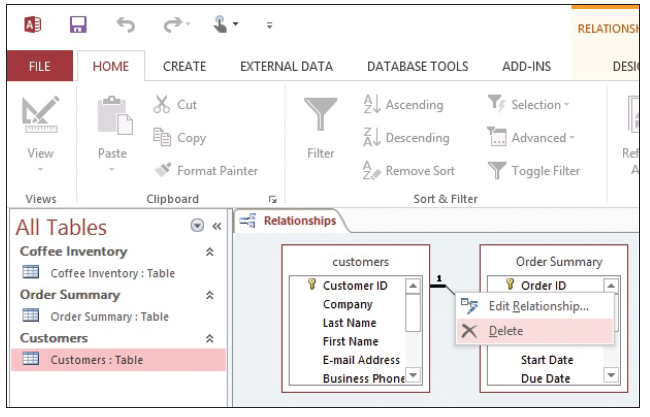 RELATIONSH
FILE HOME CREATE EXTERNAL DATA DATABASE TOOLS ADD-INS DESI
Cut Ascending Selection
Copy Descending Advanced
View Paste Filter Ref
Format Painter Remove Sort Toggle Filter A
Views Clipboard Sort & Filter
All Tables Relationships
Coffee Inventory customers Order Summary
Coffee Inventory : Table Customer ID 1 Order ID
Order Summary Company Edit Relationship...
Order Summary : Table Last Name Delete
Customers First Name
Customers : Table E-mail Address Start Date
Business Phone Due Date